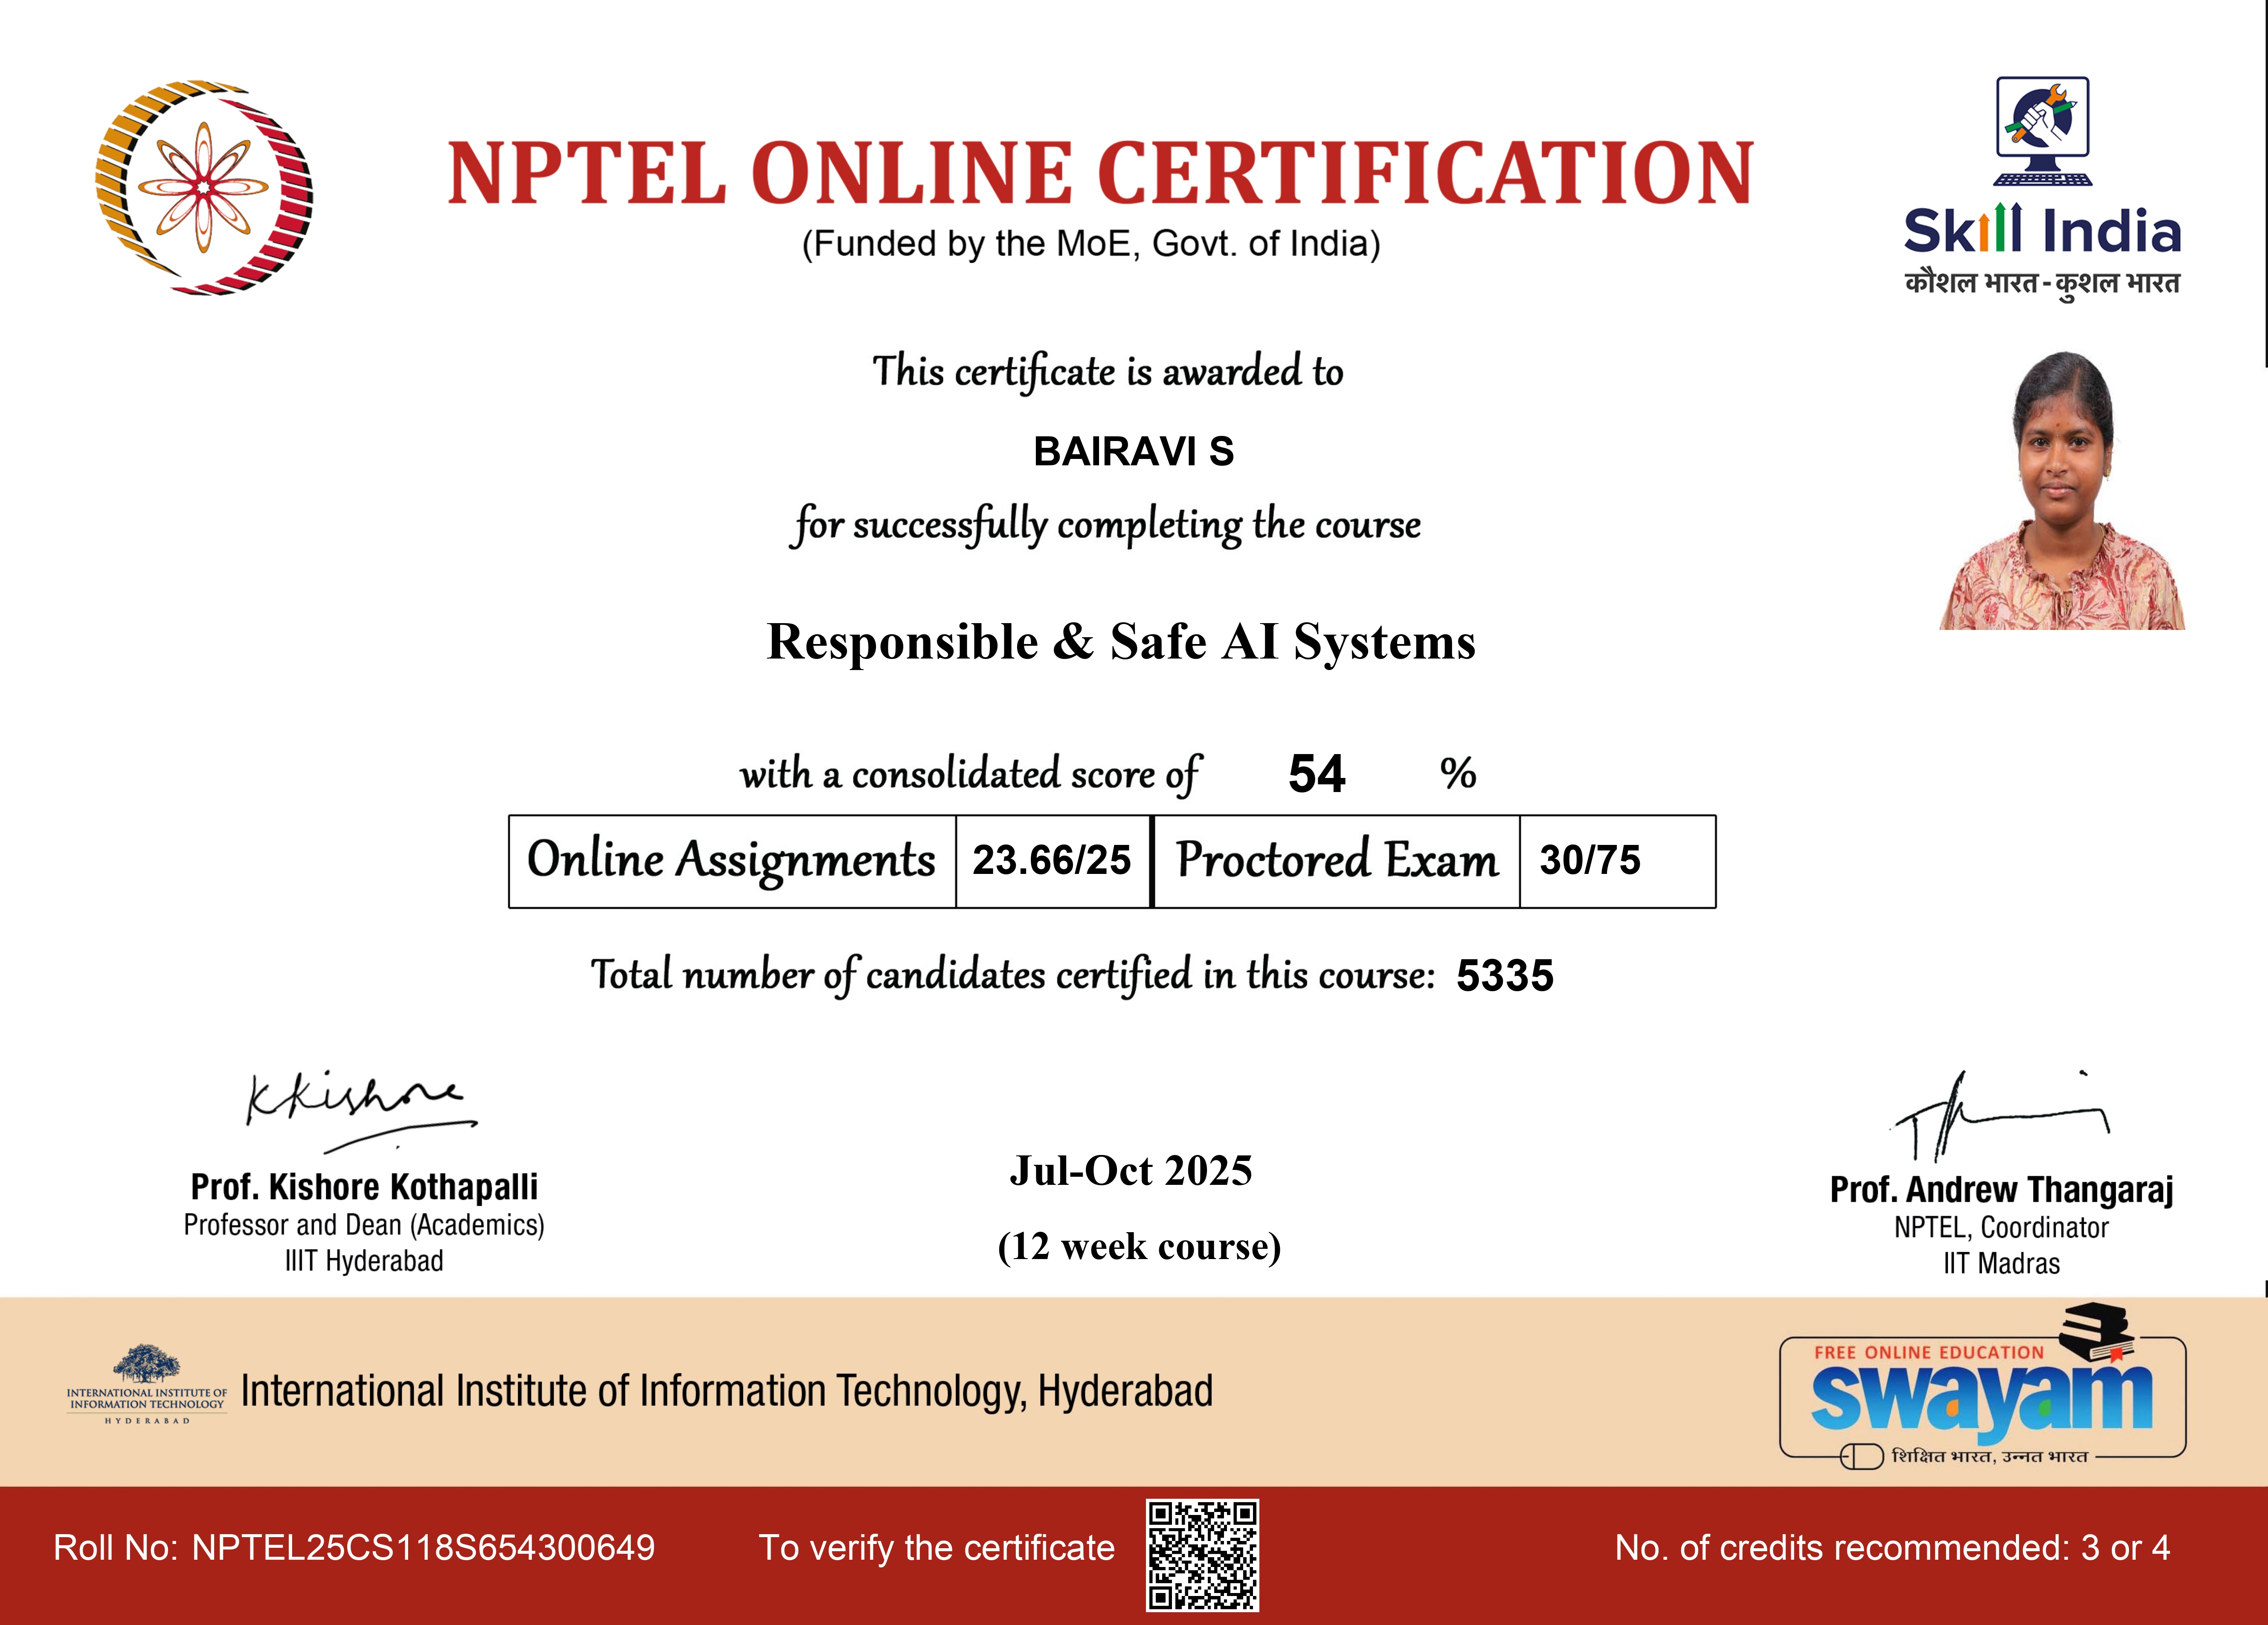 NPTEL ONLINE CERTIFICATION
(Funded by the MoE, Govt. of India)
Skill India
कौशल भारत - कुशल भारत
This certificate is awarded to
BAIRAVI S
for successfully completing the course
Responsible & Safe AI Systems
with a consolidated score of 54 %
Online Assignments 23.66/25 Proctored Exam 30/75
Total number of candidates certified in this course: 5335
KKishore
Prof. Kishore Kothapalli
Professor and Dean (Academics)
IIIT Hyderabad
Jul-Oct 2025
(12 week course)
Prof. Andrew Thangaraj
NPTEL, Coordinator
IIT Madras
INTERNATIONAL INSTITUTE OF
INFORMATION TECHNOLOGY
HYDERABAD
International Institute of Information Technology, Hyderabad
FREE ONLINE EDUCATION
swayam
शिक्षित भारत, उन्नत भारत
Roll No: NPTEL25CS118S654300649
To verify the certificate
No. of credits recommended: 3 or 4